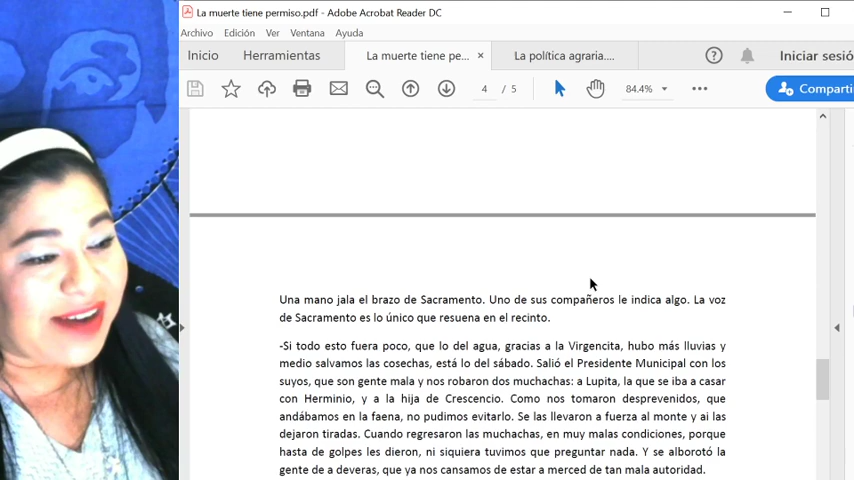 La muerte tiene permiso.pdf - Adobe Acrobat Reader DC
Archivo Edición Ver Ventana Ayuda
Inicio Herramientas La muerte tiene pe... × La política agraria.... Iniciar sesió
4 / 5 84.4% Comparti
Una mano jala el brazo de Sacramento. Uno de sus compañeros le indica algo. La voz
de Sacramento es lo único que resuena en el recinto.
-Si todo esto fuera poco, que lo del agua, gracias a la Virgencita, hubo más lluvias y
medio salvamos las cosechas, está lo del sábado. Salió el Presidente Municipal con los
suyos, que son gente mala y nos robaron dos muchachas: a Lupita, la que se iba a casar
con Herminio, y a la hija de Crescencio. Como nos tomaron desprevenidos, que
andábamos en la faena, no pudimos evitarlo. Se las llevaron a fuerza al monte y ai las
dejaron tiradas. Cuando regresaron las muchachas, en muy malas condiciones, porque
hasta de golpes les dieron, ni siquiera tuvimos que preguntar nada. Y se alborotó la
gente de a deveras, que ya nos cansamos de estar a merced de tan mala autoridad.